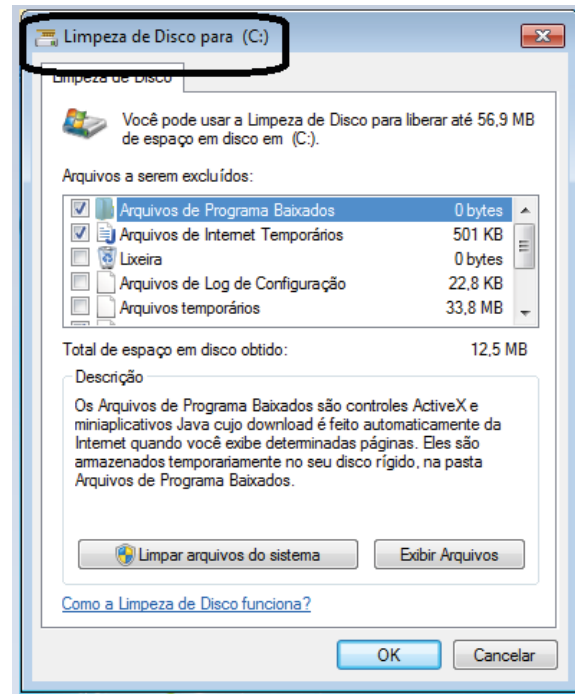 Limpeza de Disco para (C:)
Limpeza de Disco
Você pode usar a Limpeza de Disco para liberar até 56,9 MB
de espaço em disco em (C:).
Arquivos a serem excluídos:
Arquivos de Programa Baixados 0 bytes
Arquivos de Internet Temporários 501 KB
Lixeira 0 bytes
Arquivos de Log de Configuração 22,8 KB
Arquivos temporários 33,8 MB
Total de espaço em disco obtido: 12,5 MB
Descrição
Os Arquivos de Programa Baixados são controles ActiveX e
miniaplicativos Java cujo download é feito automaticamente da
Internet quando você exibe determinadas páginas. Eles são
armazenados temporariamente no seu disco rígido, na pasta
Arquivos de Programa Baixados.
Limpar arquivos do sistema Exibir Arquivos
Como a Limpeza de Disco funciona?
OK Cancelar